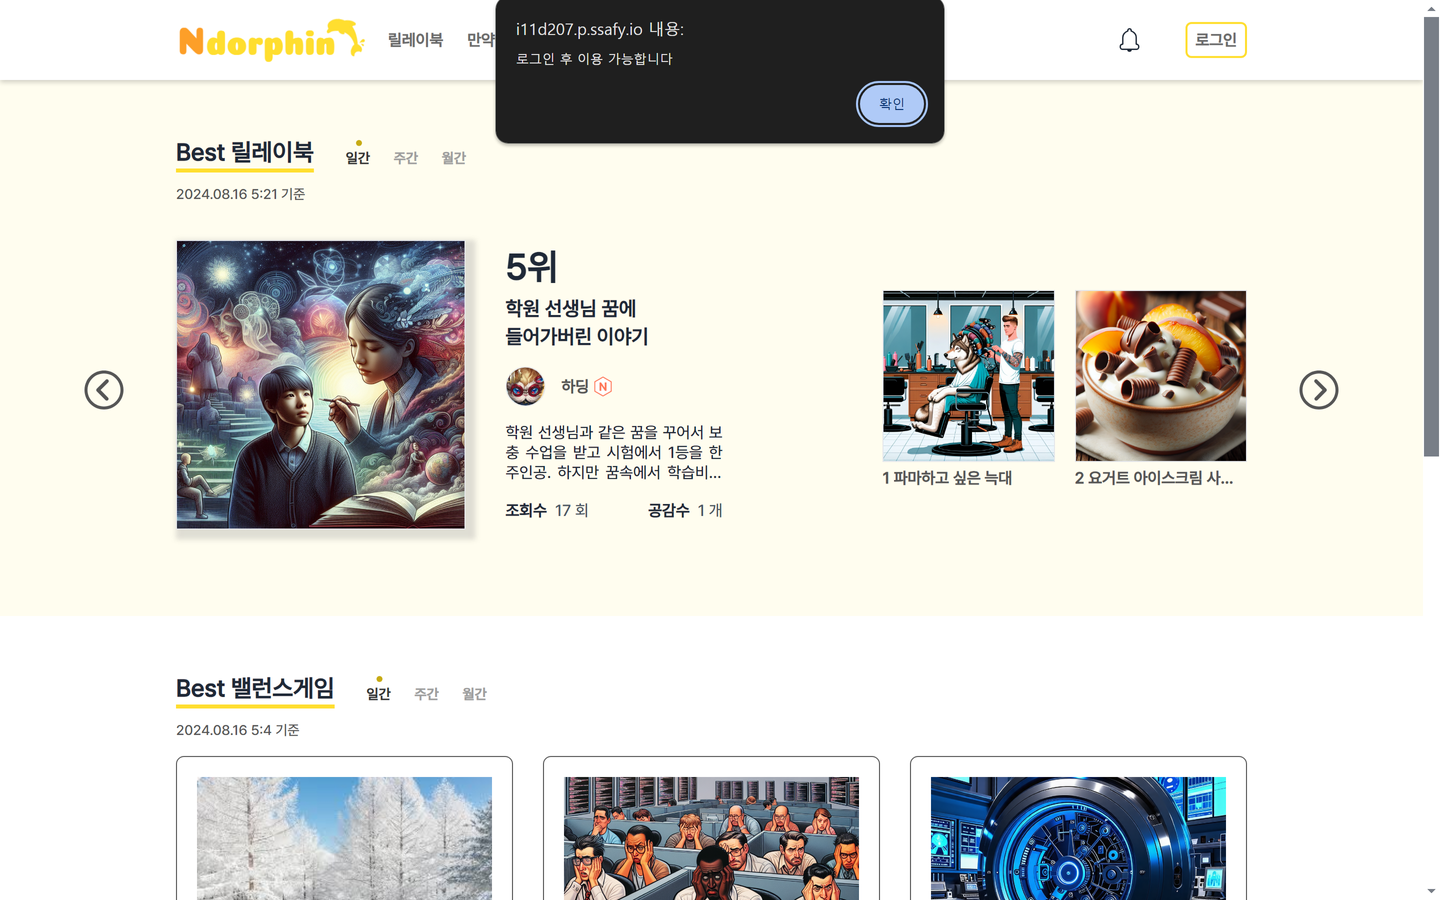 i11d207.p.ssafy.io 내용:
로그인 후 이용 가능합니다
확인
Ndorphin
릴레이북
만약
로그인
Best 릴레이북
일간
주간
월간
2024.08.16 5:21 기준
5위
학원 선생님 꿈에
들어가버린 이야기
하딩
N
학원 선생님과 같은 꿈을 꾸어서 보
충 수업을 받고 시험에서 1등을 한
주인공. 하지만 꿈속에서 학습비...
조회수 17 회
공감수 1 개
1 파마하고 싶은 늑대
2 요거트 아이스크림 사...
Best 밸런스게임
일간
주간
월간
2024.08.16 5:4 기준